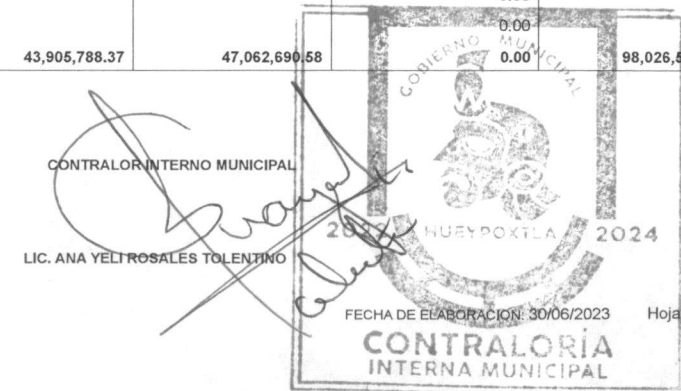 0.00
43,905,788.37 47,062,690.58 0.00 98,026,5
GOBIERNO MUNICIPAL
CONTRALOR INTERNO MUNICIPAL
HUEYPOXTLA 2024
LIC. ANA YELI ROSALES TOLENTINO
FECHA DE ELABORACION: 30/06/2023 Hoja
CONTRALORÍA
INTERNA MUNICIPAL